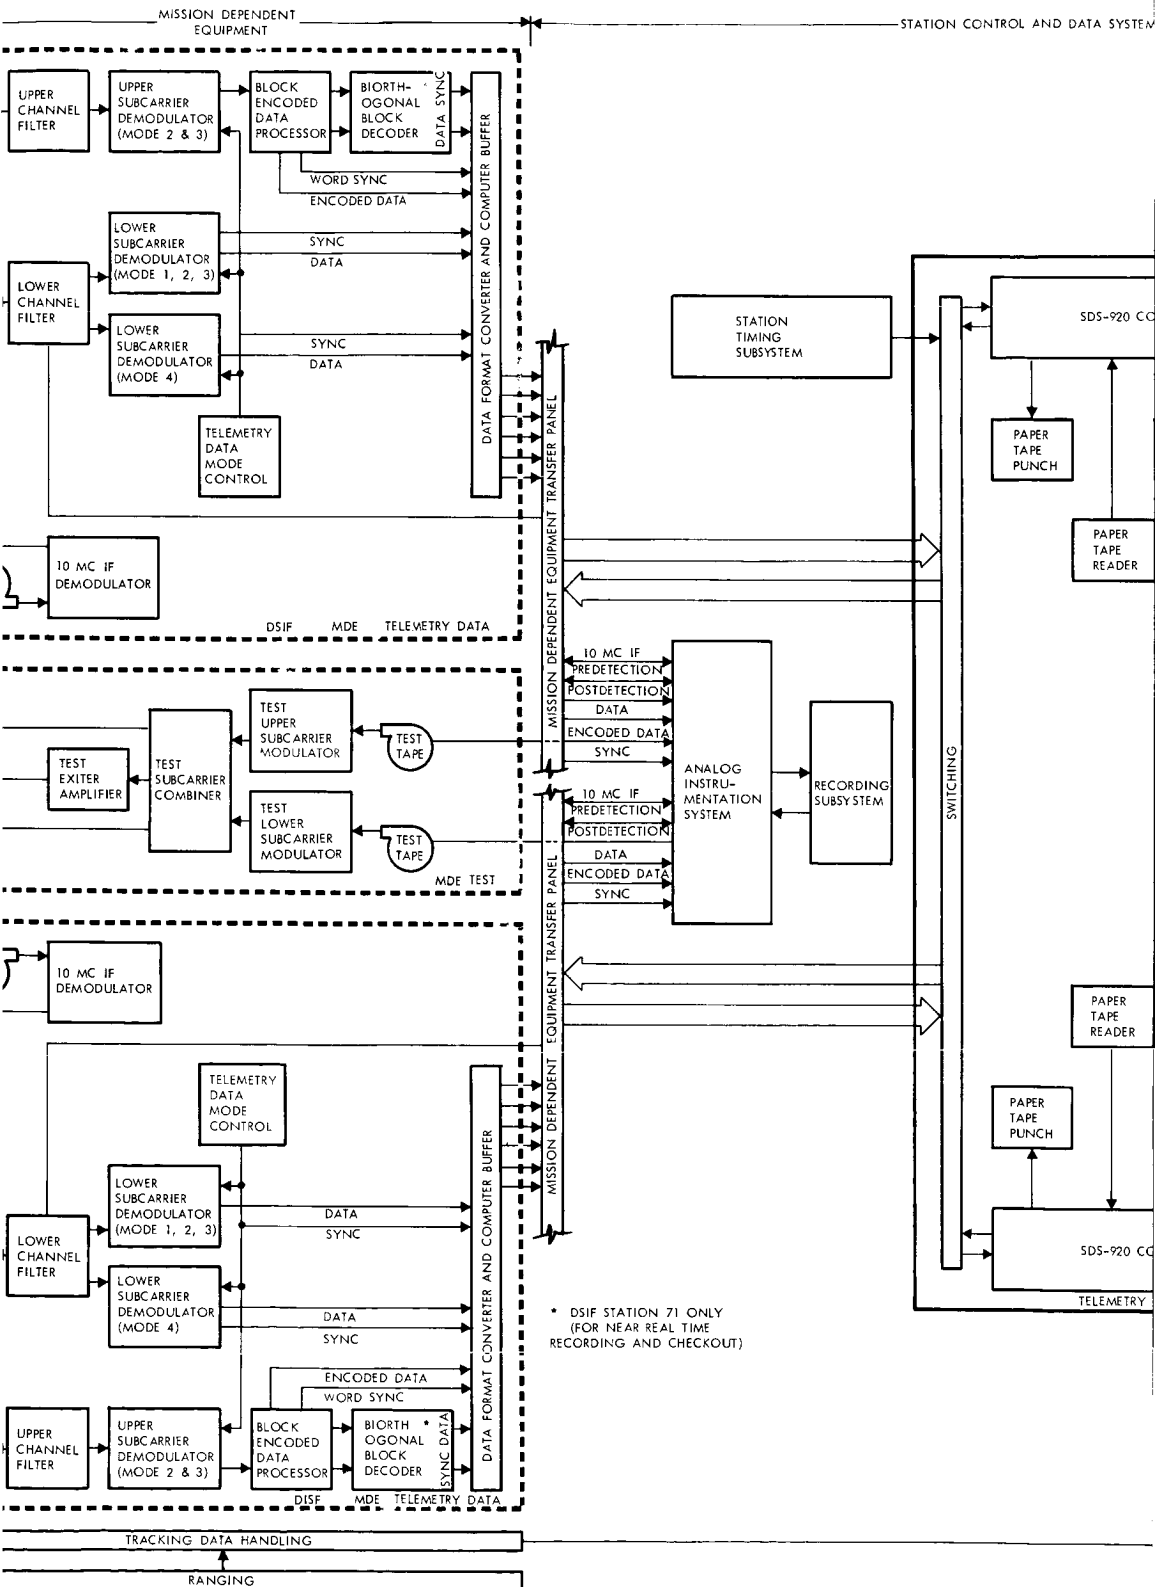 MISSION DEPENDENT
EQUIPMENT
STATION CONTROL AND DATA SYSTEM
UPPER
CHANNEL
FILTER
UPPER
SUBCARRIER
DEMODULATOR
(MODE 2 & 3)
BLOCK
ENCODED
DATA
PROCESSOR
BIORTH- *
OGONAL
BLOCK
DECODER
DATA SYNC
WORD SYNC
ENCODED DATA
DATA FORMAT CONVERTER AND COMPUTER BUFFER
LOWER
SUBCARRIER
DEMODULATOR
(MODE 1, 2, 3)
SYNC
DATA
LOWER
CHANNEL
FILTER
LOWER
SUBCARRIER
DEMODULATOR
(MODE 4)
SYNC
DATA
TELEMETRY
DATA
MODE
CONTROL
10 MC IF
DEMODULATOR
DSIF MDE TELEMETRY DATA
MISSION DEPENDENT EQUIPMENT TRANSFER PANEL
STATION
TIMING
SUBSYSTEM
SDS-920 CO
PAPER
TAPE
PUNCH
PAPER
TAPE
READER
SWITCHING
10 MC IF
PREDETECTION
POSTDETECTION
DATA
ENCODED DATA
SYNC
ANALOG
INSTRU-
MENTATION
SYSTEM
RECORDING
SUBSYSTEM
TEST
UPPER
SUBCARRIER
MODULATOR
TEST
TAPE
TEST
EXITER
AMPLIFIER
TEST
SUBCARRIER
COMBINER
TEST
LOWER
SUBCARRIER
MODULATOR
TEST
TAPE
MDE TEST
10 MC IF
PREDETECTION
POSTDETECTION
DATA
ENCODED DATA
SYNC
MISSION DEPENDENT EQUIPMENT TRANSFER PANEL
10 MC IF
DEMODULATOR
TELEMETRY
DATA
MODE
CONTROL
LOWER
SUBCARRIER
DEMODULATOR
(MODE 1, 2, 3)
DATA
SYNC
LOWER
CHANNEL
FILTER
LOWER
SUBCARRIER
DEMODULATOR
(MODE 4)
DATA
SYNC
DATA FORMAT CONVERTER AND COMPUTER BUFFER
ENCODED DATA
WORD SYNC
UPPER
CHANNEL
FILTER
UPPER
SUBCARRIER
DEMODULATOR
(MODE 2 & 3)
BLOCK
ENCODED
DATA
PROCESSOR
BIORTH *
OGONAL
BLOCK
DECODER
SYNC DATA
DISF MDE TELEMETRY DATA
PAPER
TAPE
READER
PAPER
TAPE
PUNCH
SDS-920 CO
TELEMETRY
* DSIF STATION 71 ONLY
(FOR NEAR REAL TIME
RECORDING AND CHECKOUT)
TRACKING DATA HANDLING
RANGING